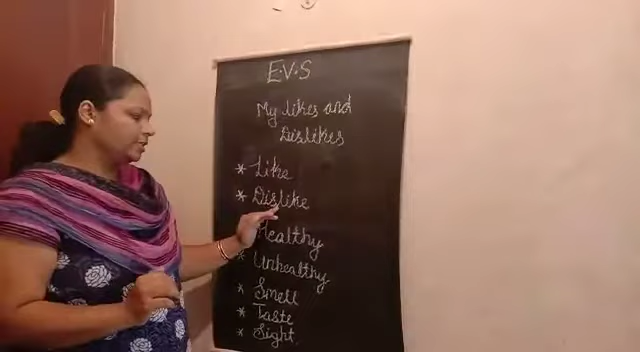 E.V.S
My likes and
Dislikes
* Like
* Dislike
Healthy
* Unhealthy
* Smell
* Taste
* Sight.